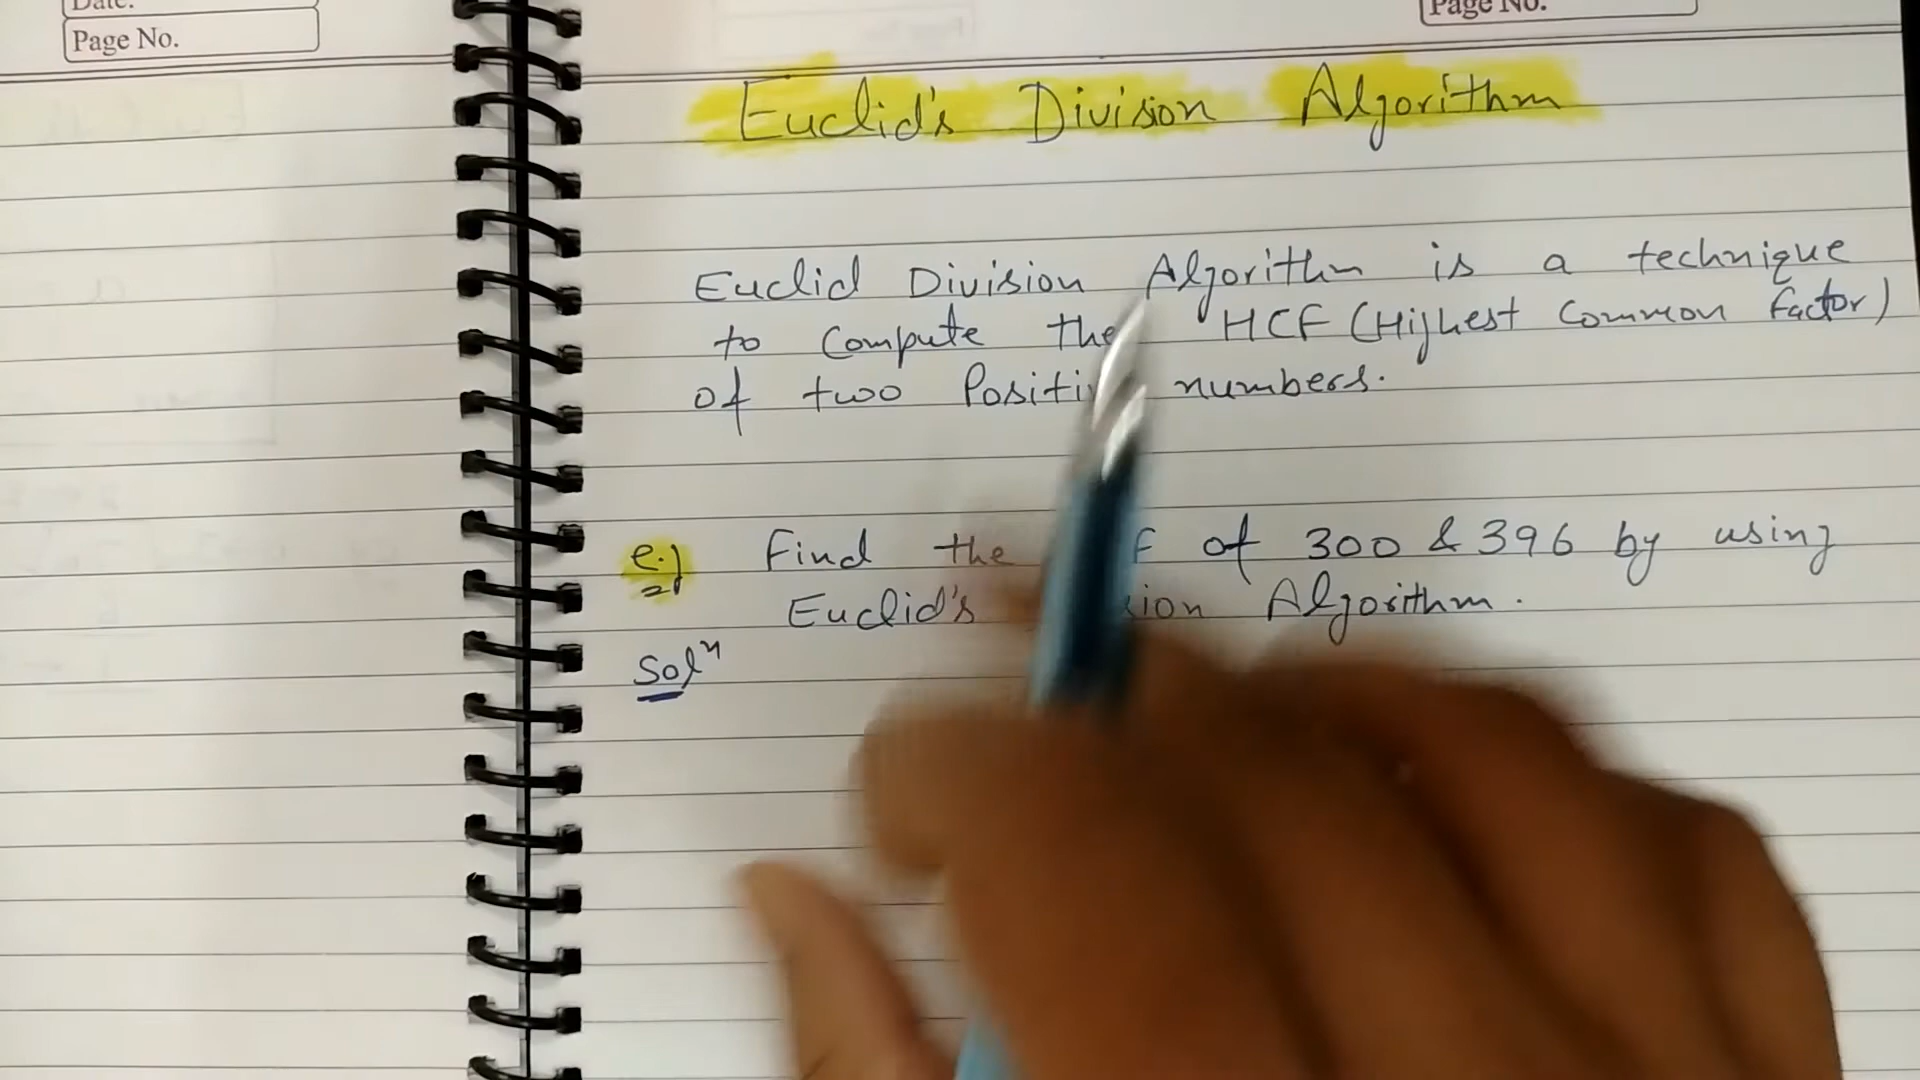 Date:
Page No.
Page No.
Euclid's Division Algorithm
Euclid Division Algorithm is a technique
to Compute the HCF (Highest Common Factor)
of two numbers.
e.) Find the of 300 & 396 by using
Euclid's Algorithm.
Solⁿ